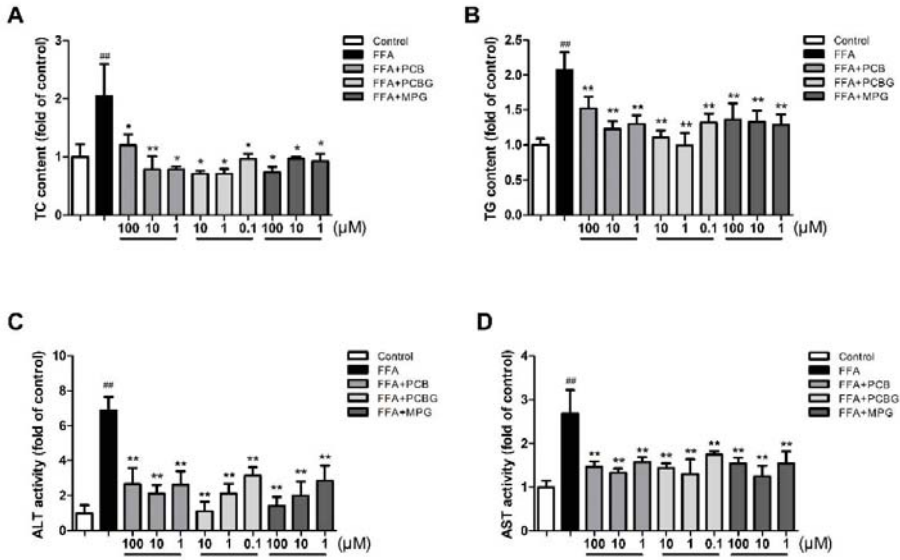 A
TC content (fold of control)
3
2
1
0
##
*
**
*
*
*
*
*
*
*
100 10 1 10 1 0.1 100 10 1 (μM)
Control
FFA
FFA+PCB
FFA+PCBG
FFA+MPG
B
TG content (fold of control)
2.5
2.0
1.5
1.0
0.5
0.0
##
**
**
**
**
**
**
**
**
**
100 10 1 10 1 0.1 100 10 1 (μM)
Control
FFA
FFA+PCB
FFA+PCBG
FFA+MPG
C
ALT activity (fold of control)
10
8
6
4
2
0
##
**
**
**
**
**
**
**
**
**
100 10 1 10 1 0.1 100 10 1 (μM)
Control
FFA
FFA+PCB
FFA+PCBG
FFA+MPG
D
AST activity (fold of control)
4
3
2
1
0
##
**
**
**
**
**
**
**
**
**
100 10 1 10 1 0.1 100 10 1 (μM)
Control
FFA
FFA+PCB
FFA+PCBG
FFA+MPG